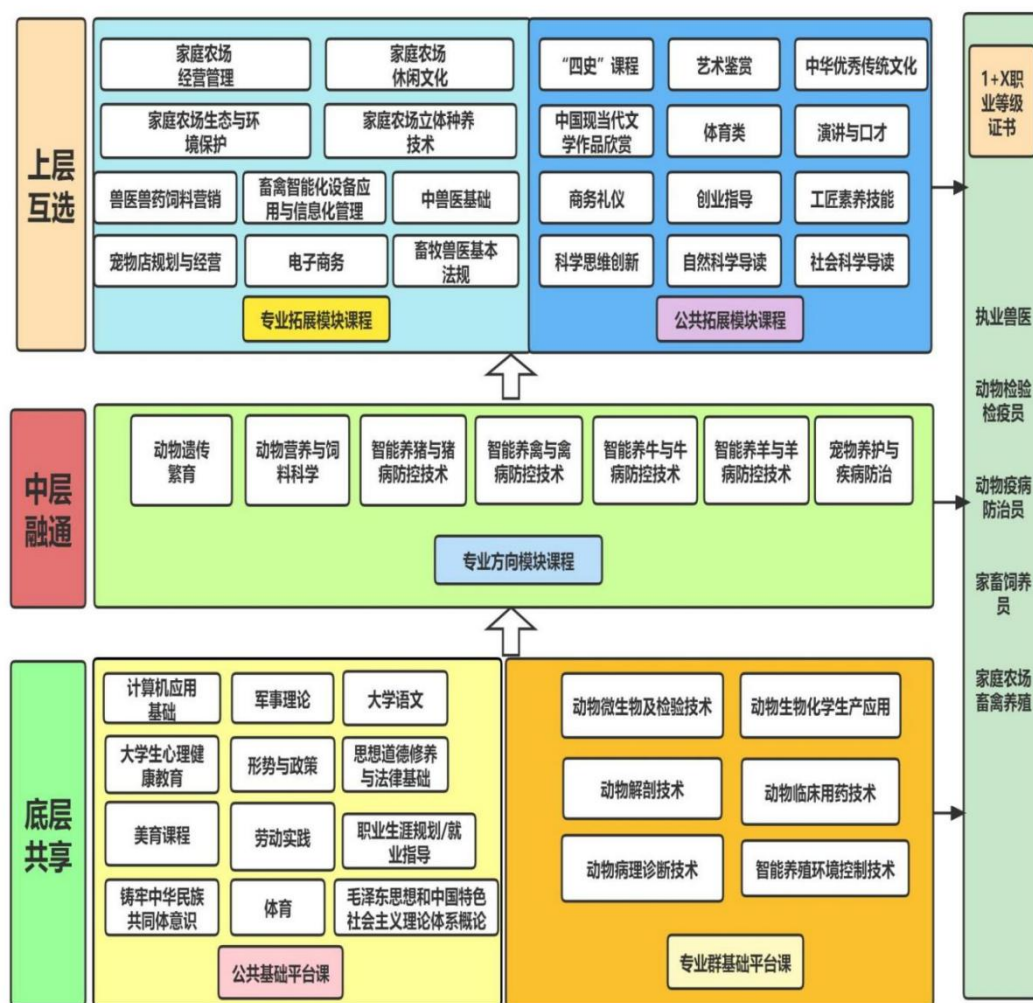 上层
互选
家庭农场
经营管理
家庭农场
休闲文化
家庭农场生态与环
境保护
家庭农场立体种养
技术
兽医兽药饲料营销
畜禽智能化设备应
用与信息化管理
中兽医基础
宠物店规划与经营
电子商务
畜牧兽医基本
法规
专业拓展模块课程
“四史”课程
艺术鉴赏
中华优秀传统文化
中国现当代文
学作品欣赏
体育类
演讲与口才
商务礼仪
创业指导
工匠素养技能
科学思维创新
自然科学导读
社会科学导读
公共拓展模块课程
中层
融通
动物遗传
繁育
动物营养与饲
料科学
智能养猪与猪
病防控技术
智能养禽与禽
病防控技术
智能养牛与牛
病防控技术
智能养羊与羊
病防控技术
宠物养护与
疾病防治
专业方向模块课程
底层
共享
计算机应用
基础
军事理论
大学语文
大学生心理健
康教育
形势与政策
思想道德修养
与法律基础
美育课程
劳动实践
职业生涯规划/就
业指导
铸牢中华民族
共同体意识
体育
毛泽东思想和中国特色
社会主义理论体系概论
公共基础平台课
动物微生物及检验技术
动物生物化学生产应用
动物解剖技术
动物临床用药技术
动物病理诊断技术
智能养殖环境控制技术
专业群基础平台课
1+X职
业等级
证书
执业兽医
动物检验
检疫员
动物疫病
防治员
家畜饲养
员
家庭农场
畜禽养殖